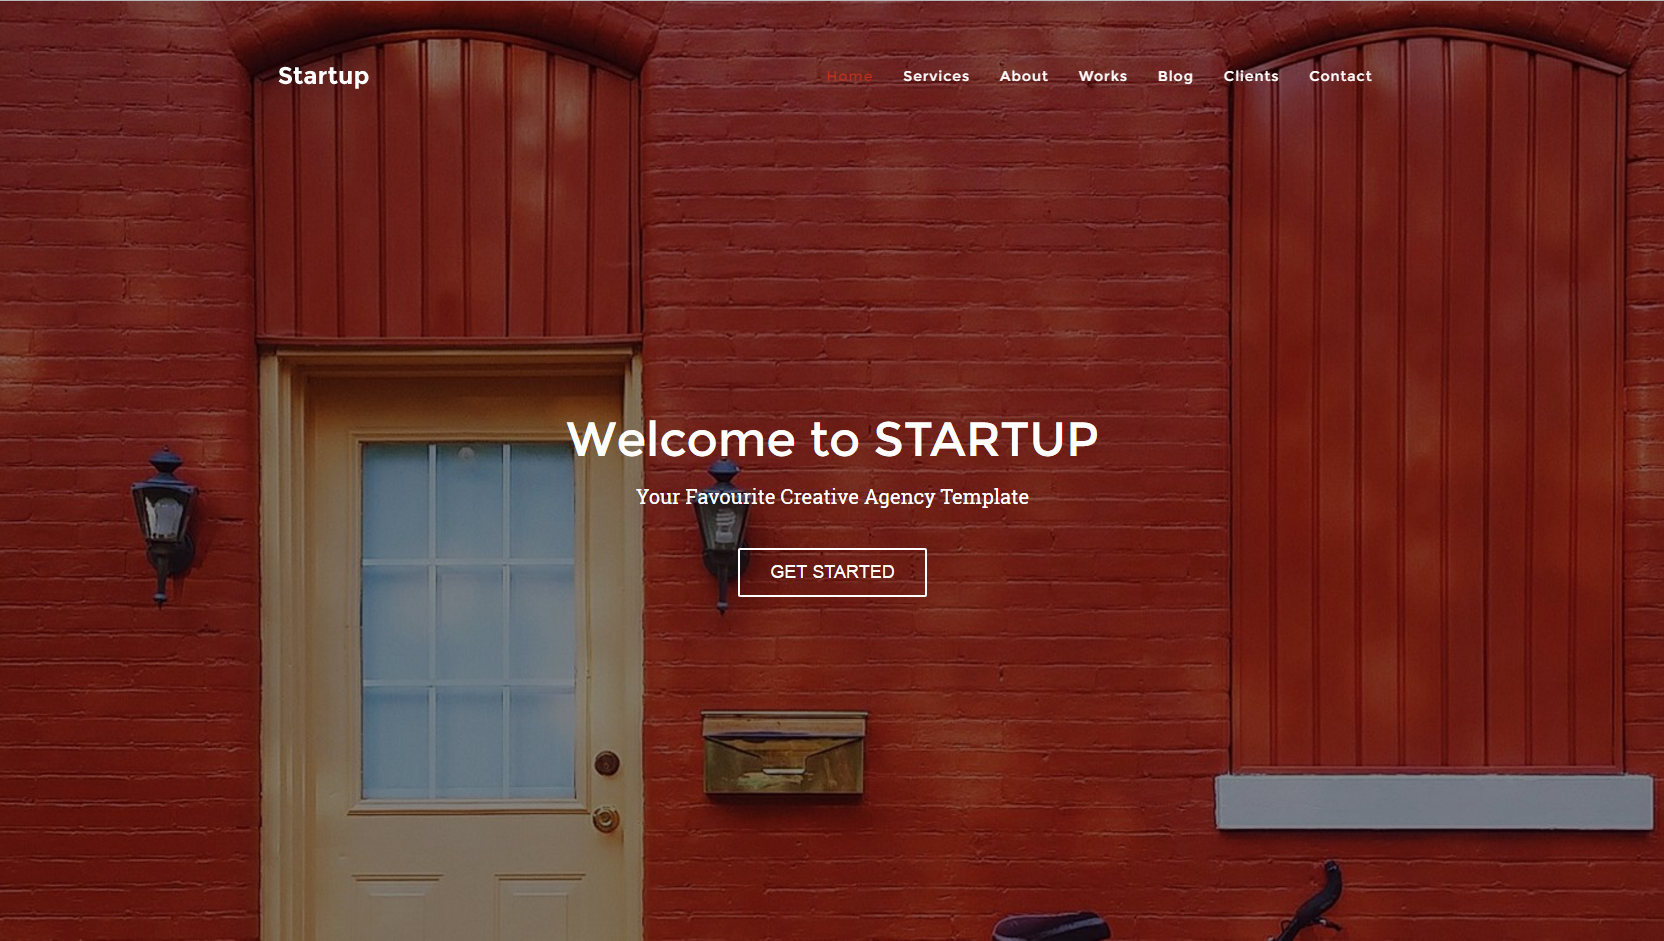 Startup
Home Services About Works Blog Clients Contact
Welcome to STARTUP
Your Favourite Creative Agency Template
GET STARTED